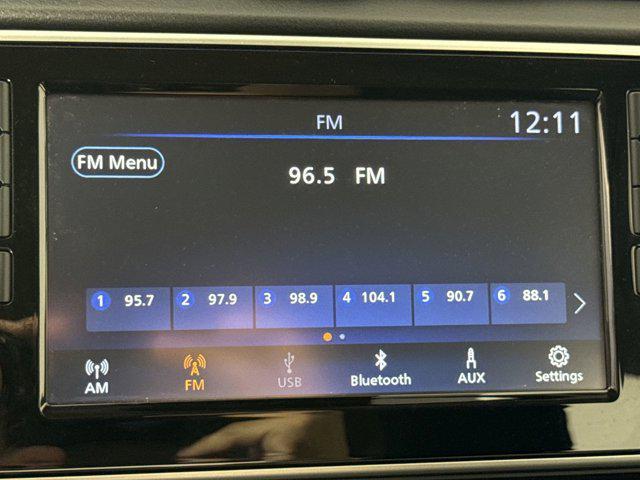 FM 12:11
FM Menu
96.5 FM
1 95.7 2 97.9 3 98.9 4 104.1 5 90.7 6 88.1
AM FM USB Bluetooth AUX Settings